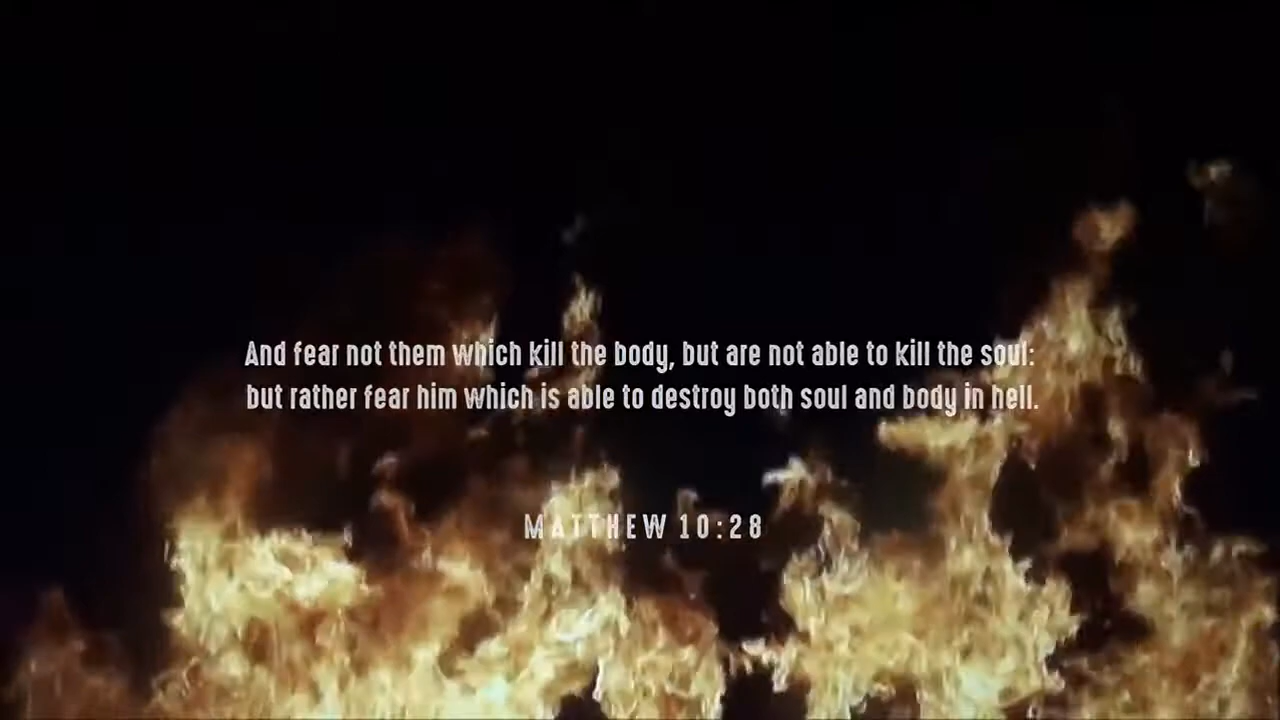 And fear not them which kill the body, but are not able to kill the soul:
but rather fear him which is able to destroy both soul and body in hell.
MATTHEW 10:28